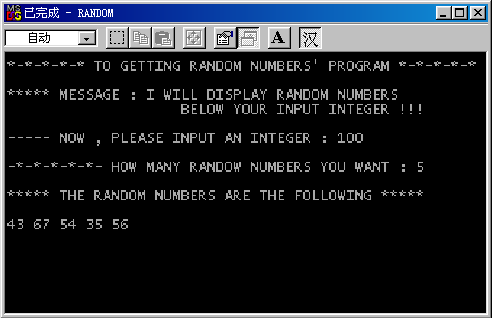 已完成 - RANDOM
自动
A 汉
*-*-*-*-* TO GETTING RANDOM NUMBERS' PROGRAM *-*-*-*-*
***** MESSAGE : I WILL DISPLAY RANDOM NUMBERS
BELOW YOUR INPUT INTEGER !!!
----- NOW , PLEASE INPUT AN INTEGER : 100
-*-*-*-*- HOW MANY RANDOW NUMBERS YOU WANT : 5
***** THE RANDOM NUMBERS ARE THE FOLLOWING *****
43 67 54 35 56